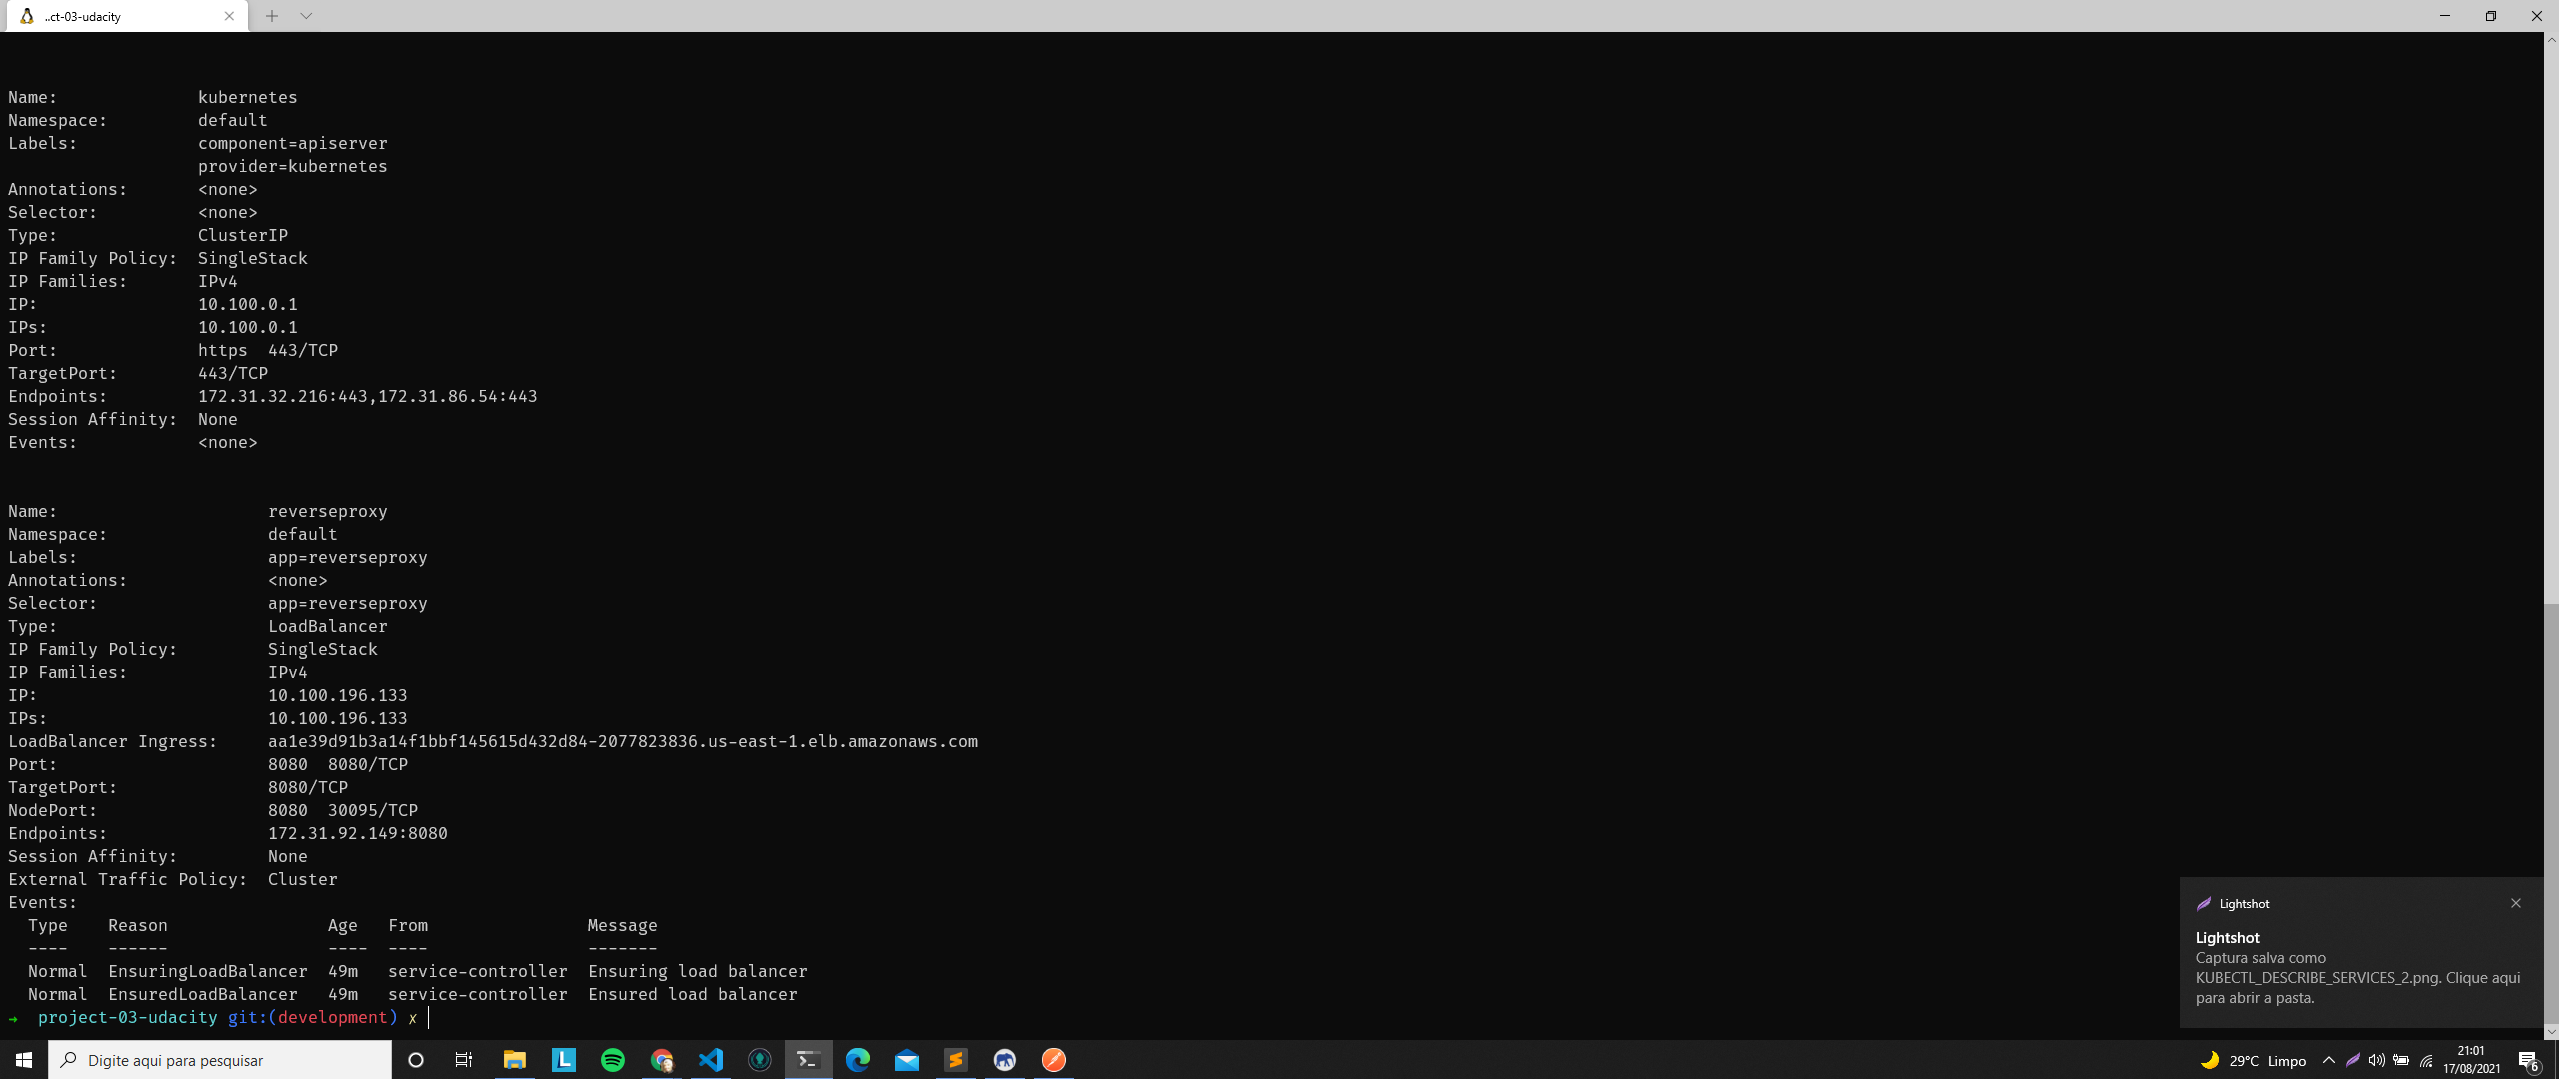 ..ct-03-udacity
Name:              kubernetes
Namespace:         default
Labels:            component=apiserver
                   provider=kubernetes
Annotations:       <none>
Selector:          <none>
Type:              ClusterIP
IP Family Policy:  SingleStack
IP Families:       IPv4
IP:                10.100.0.1
IPs:               10.100.0.1
Port:              https  443/TCP
TargetPort:        443/TCP
Endpoints:         172.31.32.216:443,172.31.86.54:443
Session Affinity:  None
Events:            <none>
Name:                     reverseproxy
Namespace:                default
Labels:                   app=reverseproxy
Annotations:              <none>
Selector:                 app=reverseproxy
Type:                     LoadBalancer
IP Family Policy:         SingleStack
IP Families:              IPv4
IP:                       10.100.196.133
IPs:                      10.100.196.133
LoadBalancer Ingress:     aa1e39d91b3a14f1bbf145615d432d84-2077823836.us-east-1.elb.amazonaws.com
Port:                     8080  8080/TCP
TargetPort:               8080/TCP
NodePort:                 8080  30095/TCP
Endpoints:                172.31.92.149:8080
Session Affinity:         None
External Traffic Policy:  Cluster
Events:
  Type    Reason                Age   From                Message
  ----    ------                ----  ----                -------
  Normal  EnsuringLoadBalancer  49m   service-controller  Ensuring load balancer
  Normal  EnsuredLoadBalancer   49m   service-controller  Ensured load balancer
→  project-03-udacity git:(development) ✗
Lightshot
Lightshot
Captura salva como
KUBECTL_DESCRIBE_SERVICES_2.png. Clique aqui
para abrir a pasta.
Digite aqui para pesquisar
L
29°C Limpo
21:01
17/08/2021
6